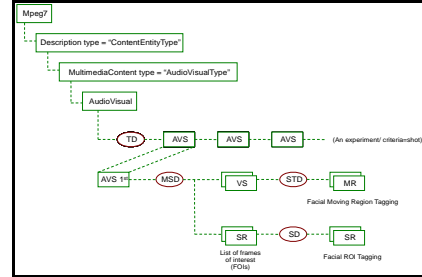 Mpeg7
Description type = "ContentEntityType"
MultimediaContent type = "AudioVisualType"
AudioVisual
TD AVS AVS AVS (An experiment/ criteria=shot)
AVS 1st MSD VS STD MR
Facial Moving Region Tagging
SR SD SR
List of frames
of interest
(FOIs)
Facial ROI Tagging